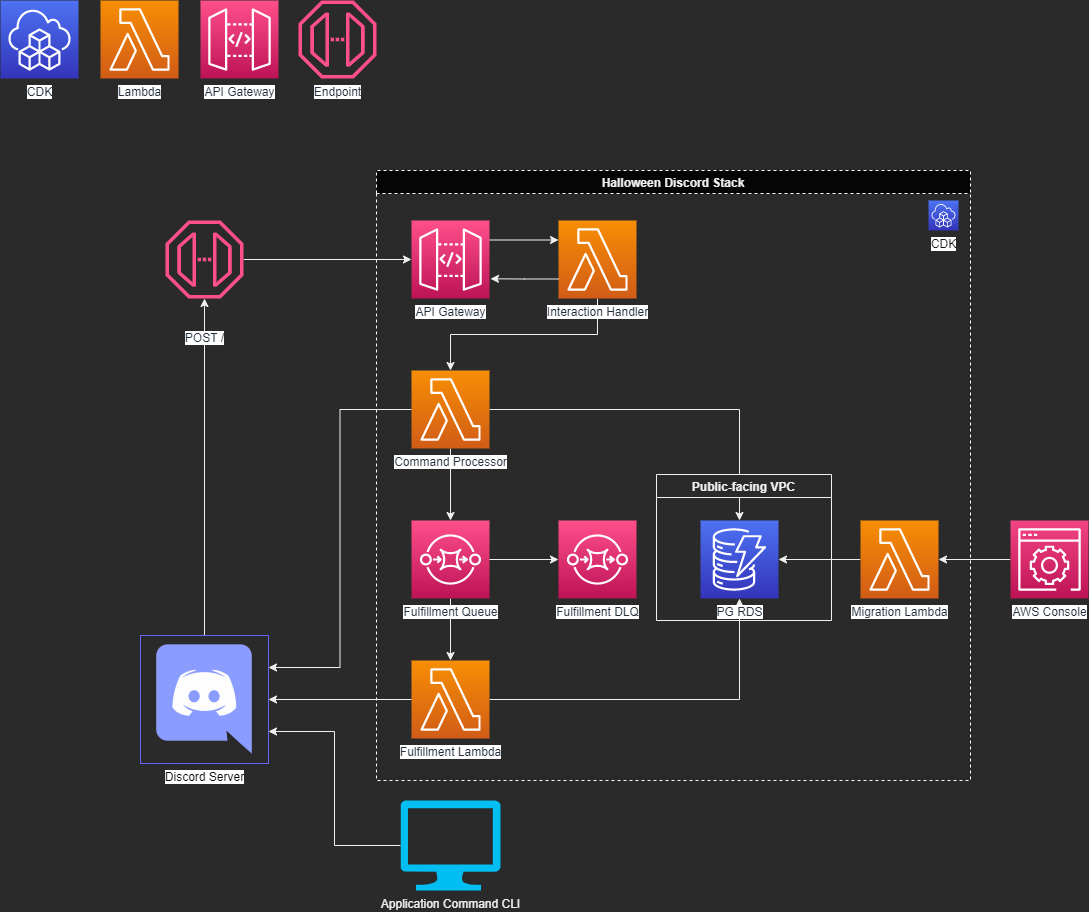 CDK
Lambda
API Gateway
Endpoint
Halloween Discord Stack
CDK
API Gateway
Interaction Handler
POST /
Command Processor
Public-facing VPC
Fulfillment Queue
Fulfillment DLQ
PG RDS
Migration Lambda
AWS Console
Fulfillment Lambda
Discord Server
Application Command CLI